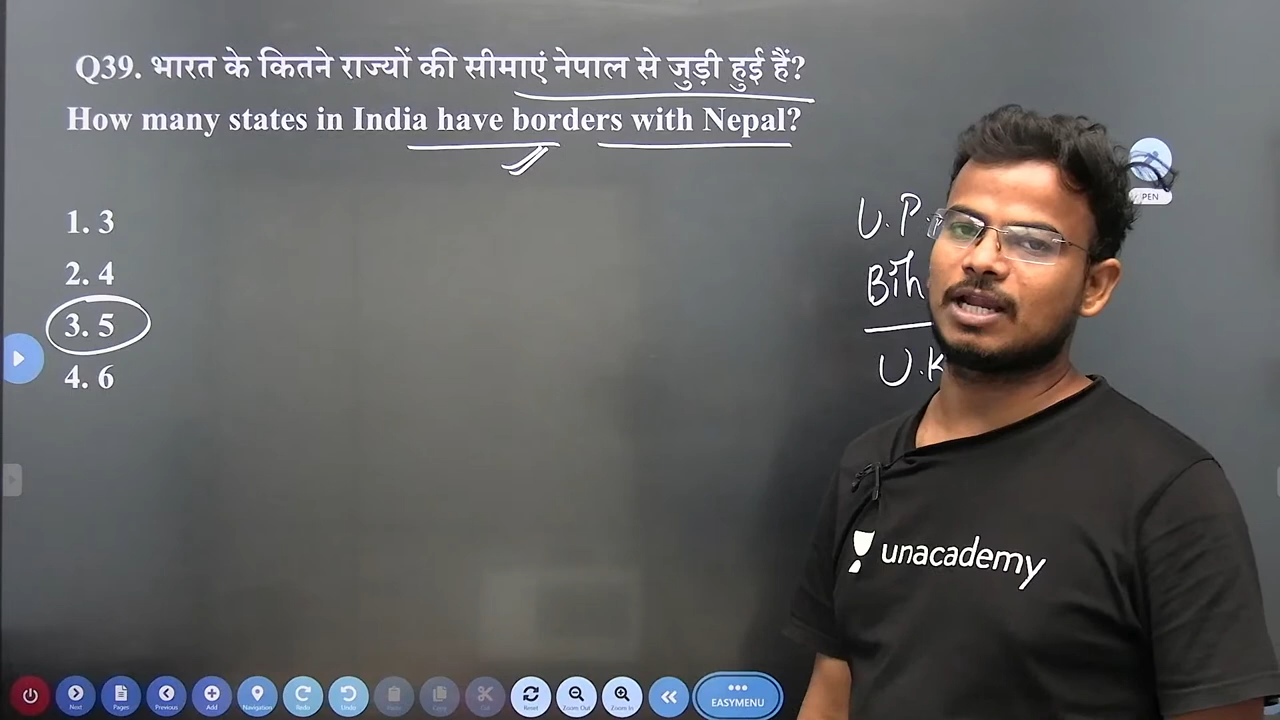 Q39. भारत के कितने राज्यों की सीमाएं नेपाल से जुड़ी हुई हैं?
How many states in India have borders with Nepal?
1. 3
2. 4
3. 5
4. 6
U.P.
U.K
PEN
unacademy
Next
Pages
Previous
Add
Navigation
Redo
Undo
Reset
Zoom Out
Zoom In
EASYMENU